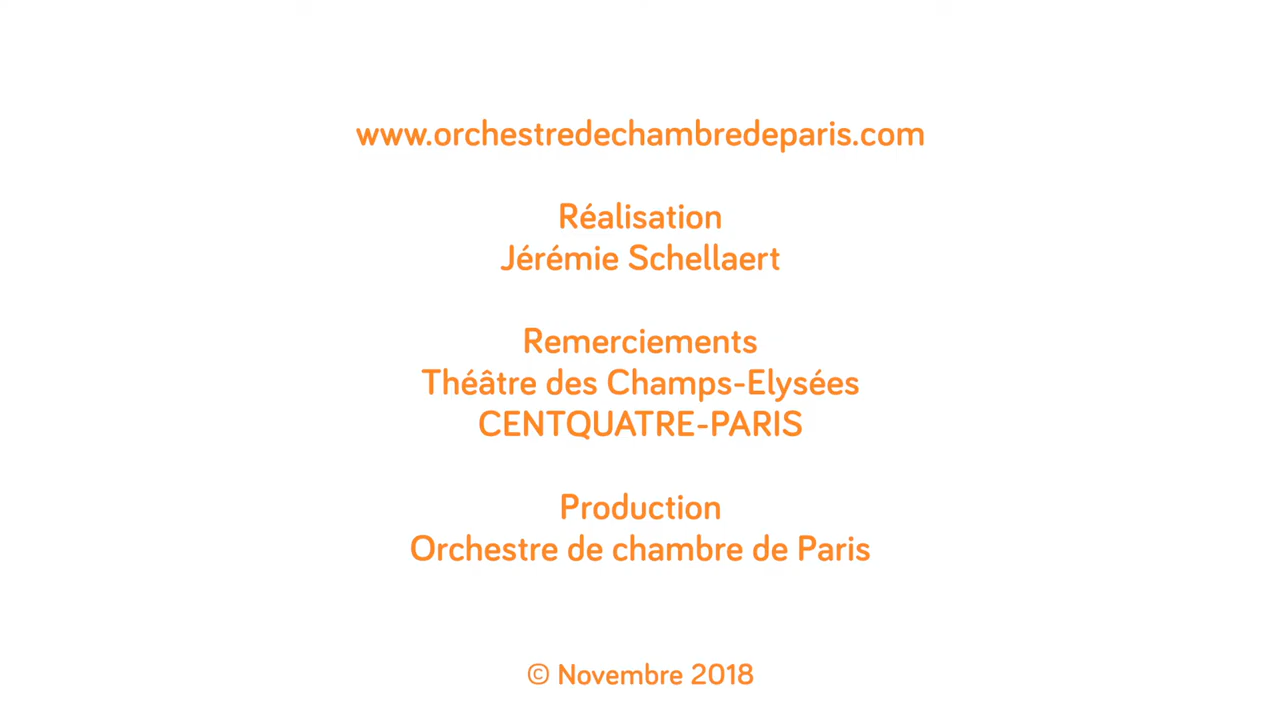 www.orchestredechambredeparis.com
Réalisation
Jérémie Schellaert
Remerciements
Théâtre des Champs-Elysées
CENTQUATRE-PARIS
Production
Orchestre de chambre de Paris
© Novembre 2018